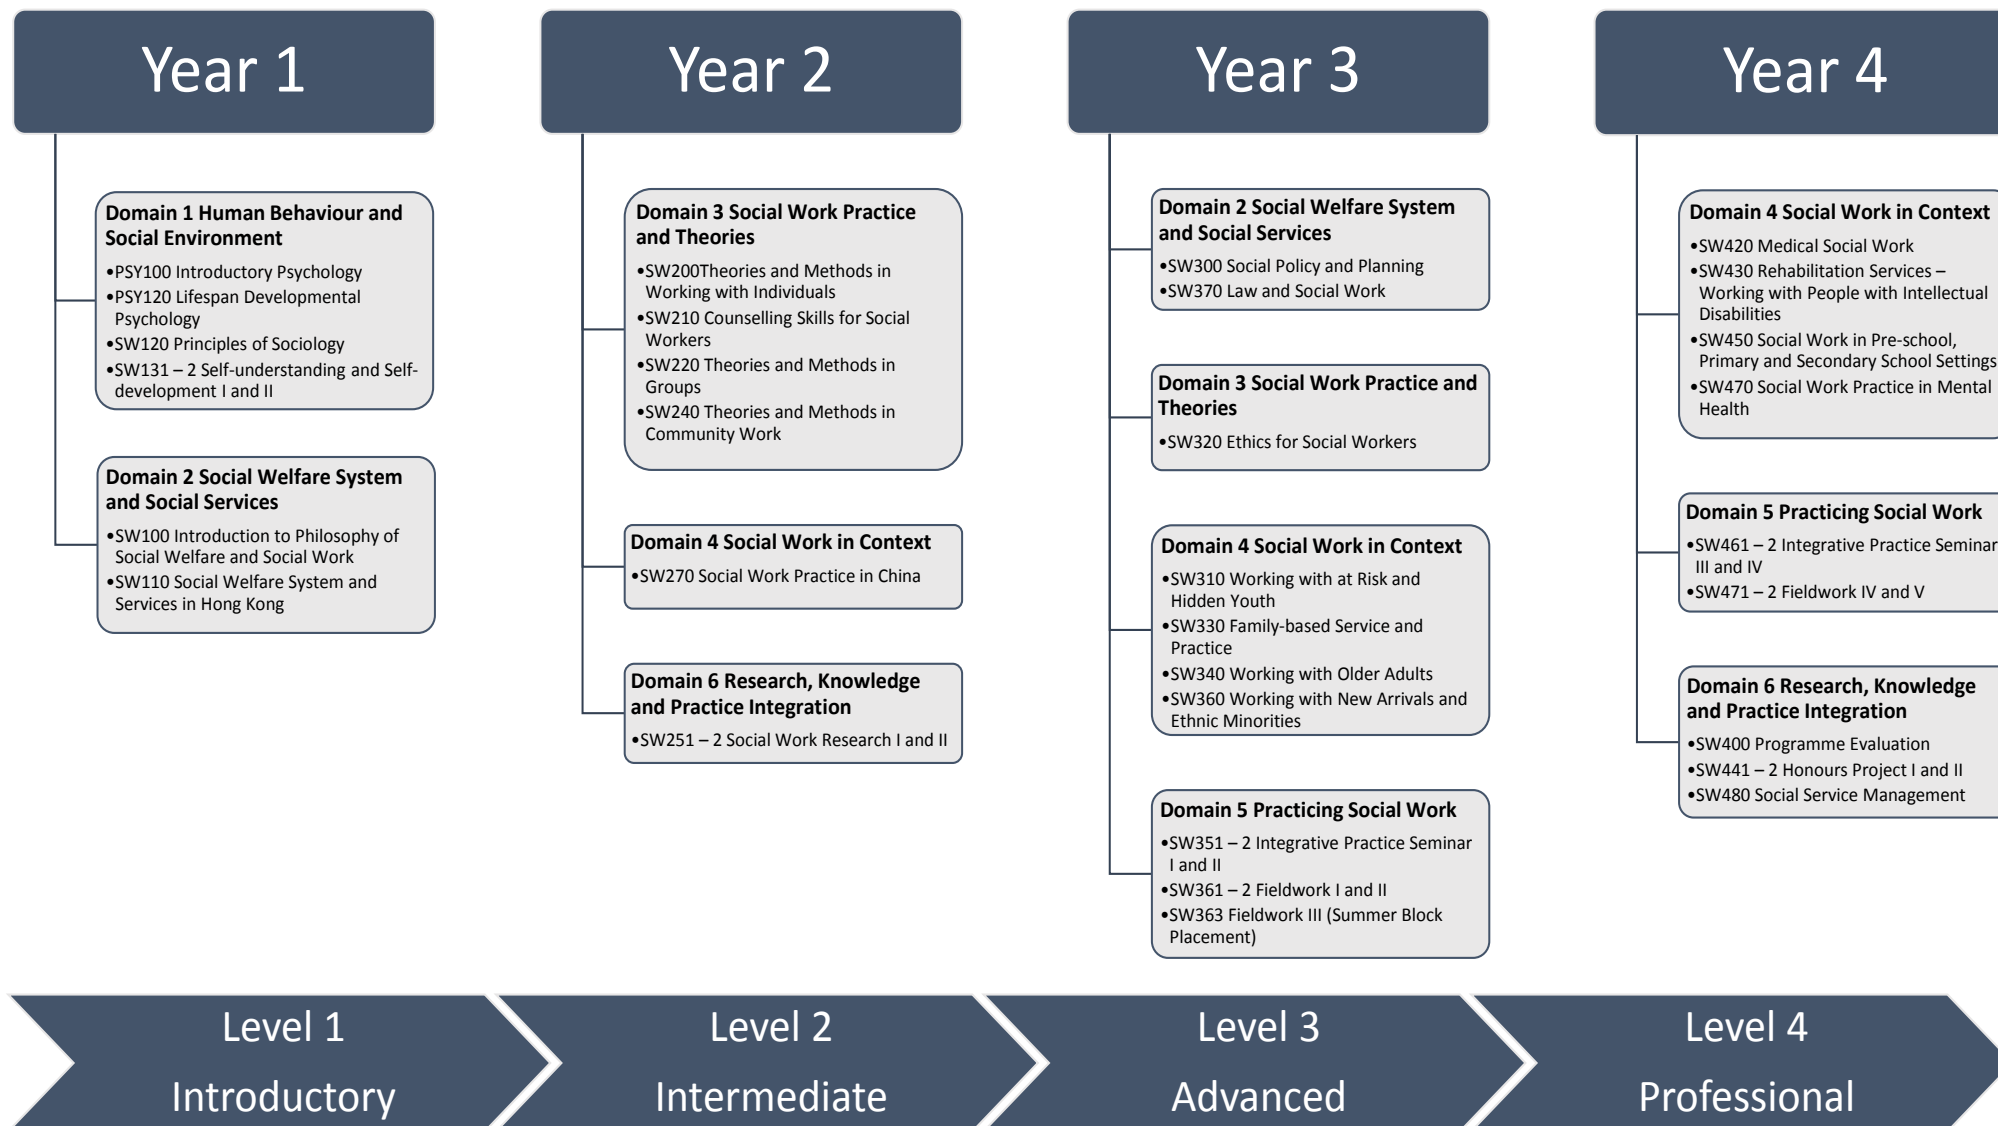 Year 1
Domain 1 Human Behaviour and
Social Environment
•PSY100 Introductory Psychology
•PSY120 Lifespan Developmental
Psychology
•SW120 Principles of Sociology
•SW131 – 2 Self-understanding and Self-
development I and II
Domain 2 Social Welfare System
and Social Services
•SW100 Introduction to Philosophy of
Social Welfare and Social Work
•SW110 Social Welfare System and
Services in Hong Kong
Year 2
Domain 3 Social Work Practice
and Theories
•SW200Theories and Methods in
Working with Individuals
•SW210 Counselling Skills for Social
Workers
•SW220 Theories and Methods in
Groups
•SW240 Theories and Methods in
Community Work
Domain 4 Social Work in Context
•SW270 Social Work Practice in China
Domain 6 Research, Knowledge
and Practice Integration
•SW251 – 2 Social Work Research I and II
Year 3
Domain 2 Social Welfare System
and Social Services
•SW300 Social Policy and Planning
•SW370 Law and Social Work
Domain 3 Social Work Practice and
Theories
•SW320 Ethics for Social Workers
Domain 4 Social Work in Context
•SW310 Working with at Risk and
Hidden Youth
•SW330 Family-based Service and
Practice
•SW340 Working with Older Adults
•SW360 Working with New Arrivals and
Ethnic Minorities
Domain 5 Practicing Social Work
•SW351 – 2 Integrative Practice Seminar
I and II
•SW361 – 2 Fieldwork I and II
•SW363 Fieldwork III (Summer Block
Placement)
Year 4
Domain 4 Social Work in Context
•SW420 Medical Social Work
•SW430 Rehabilitation Services –
Working with People with Intellectual
Disabilities
•SW450 Social Work in Pre-school,
Primary and Secondary School Settings
•SW470 Social Work Practice in Mental
Health
Domain 5 Practicing Social Work
•SW461 – 2 Integrative Practice Seminar
III and IV
•SW471 – 2 Fieldwork IV and V
Domain 6 Research, Knowledge
and Practice Integration
•SW400 Programme Evaluation
•SW441 – 2 Honours Project I and II
•SW480 Social Service Management
Level 1
Introductory
Level 2
Intermediate
Level 3
Advanced
Level 4
Professional